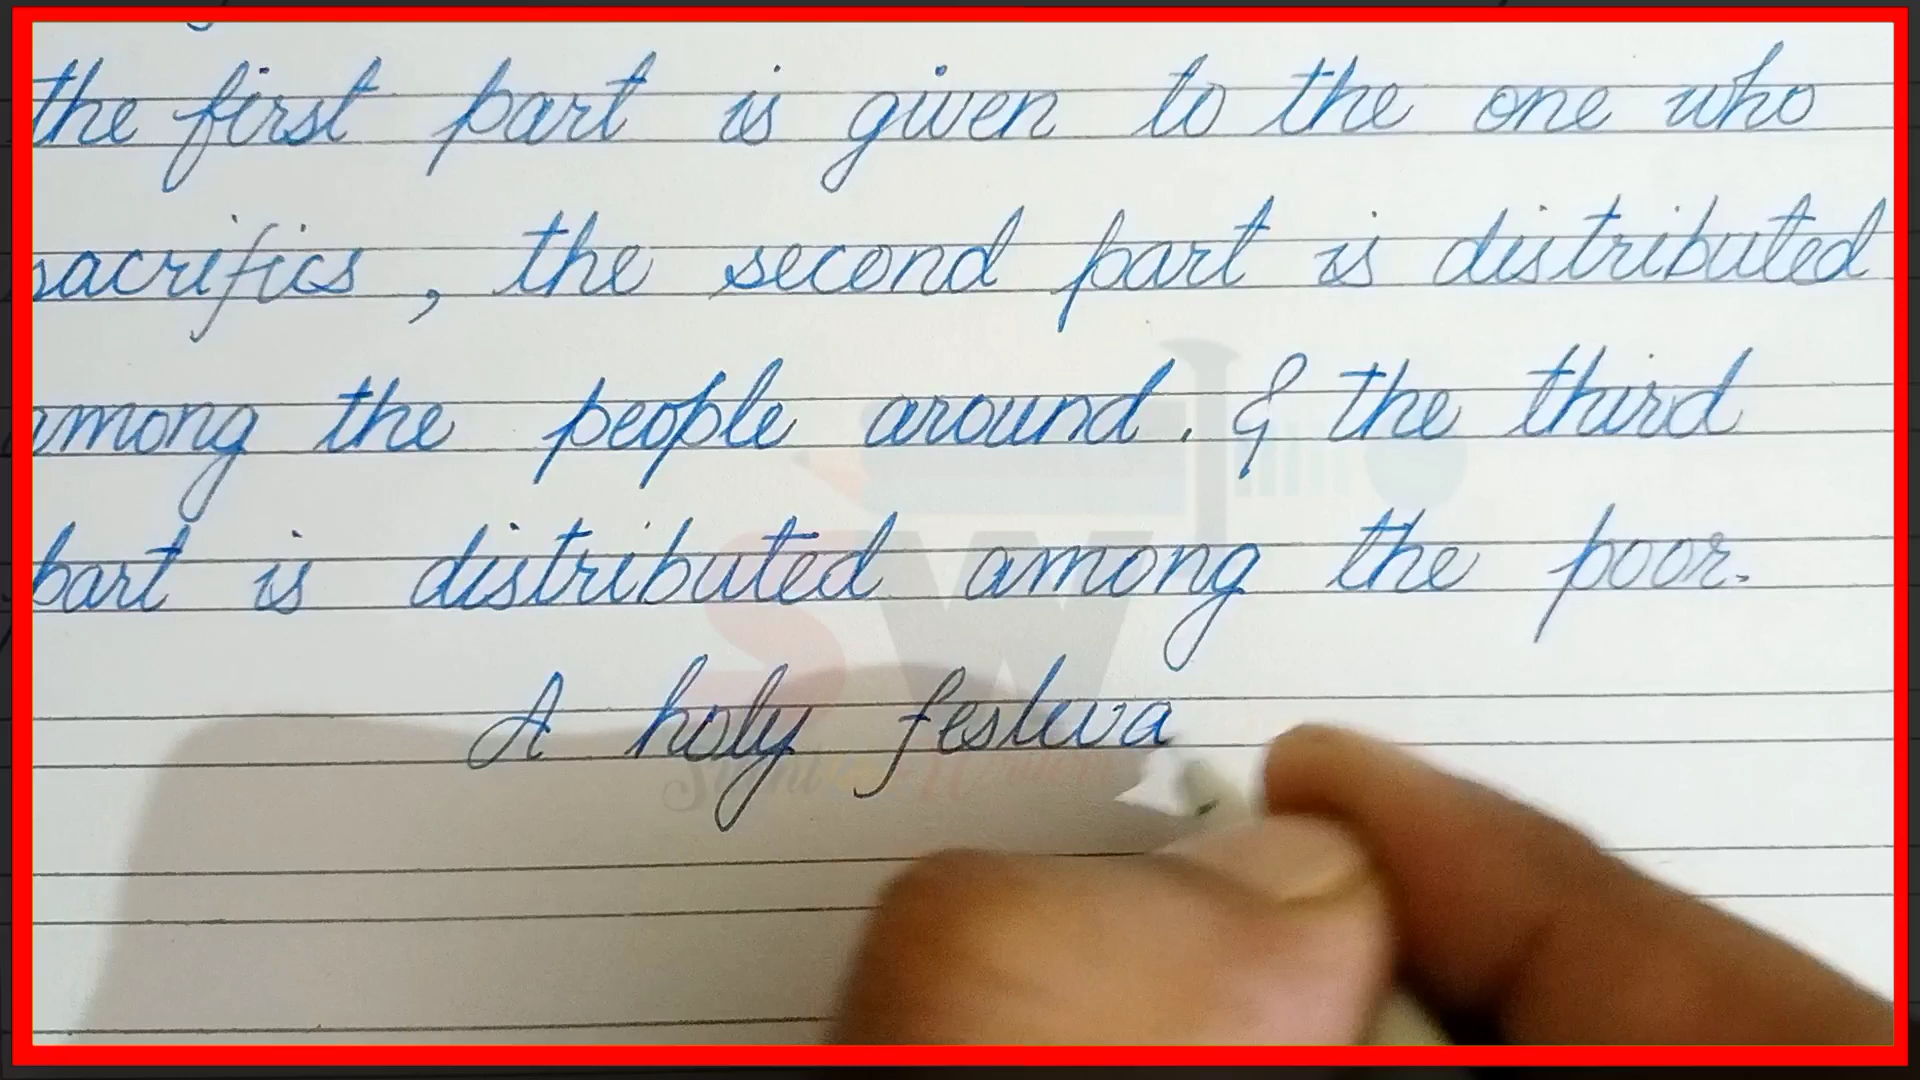 the first part is given to the one who
sacrifics, the second part is distributed
among the people around. & the third
part is distributed among the poor.
A holy festiva
SW